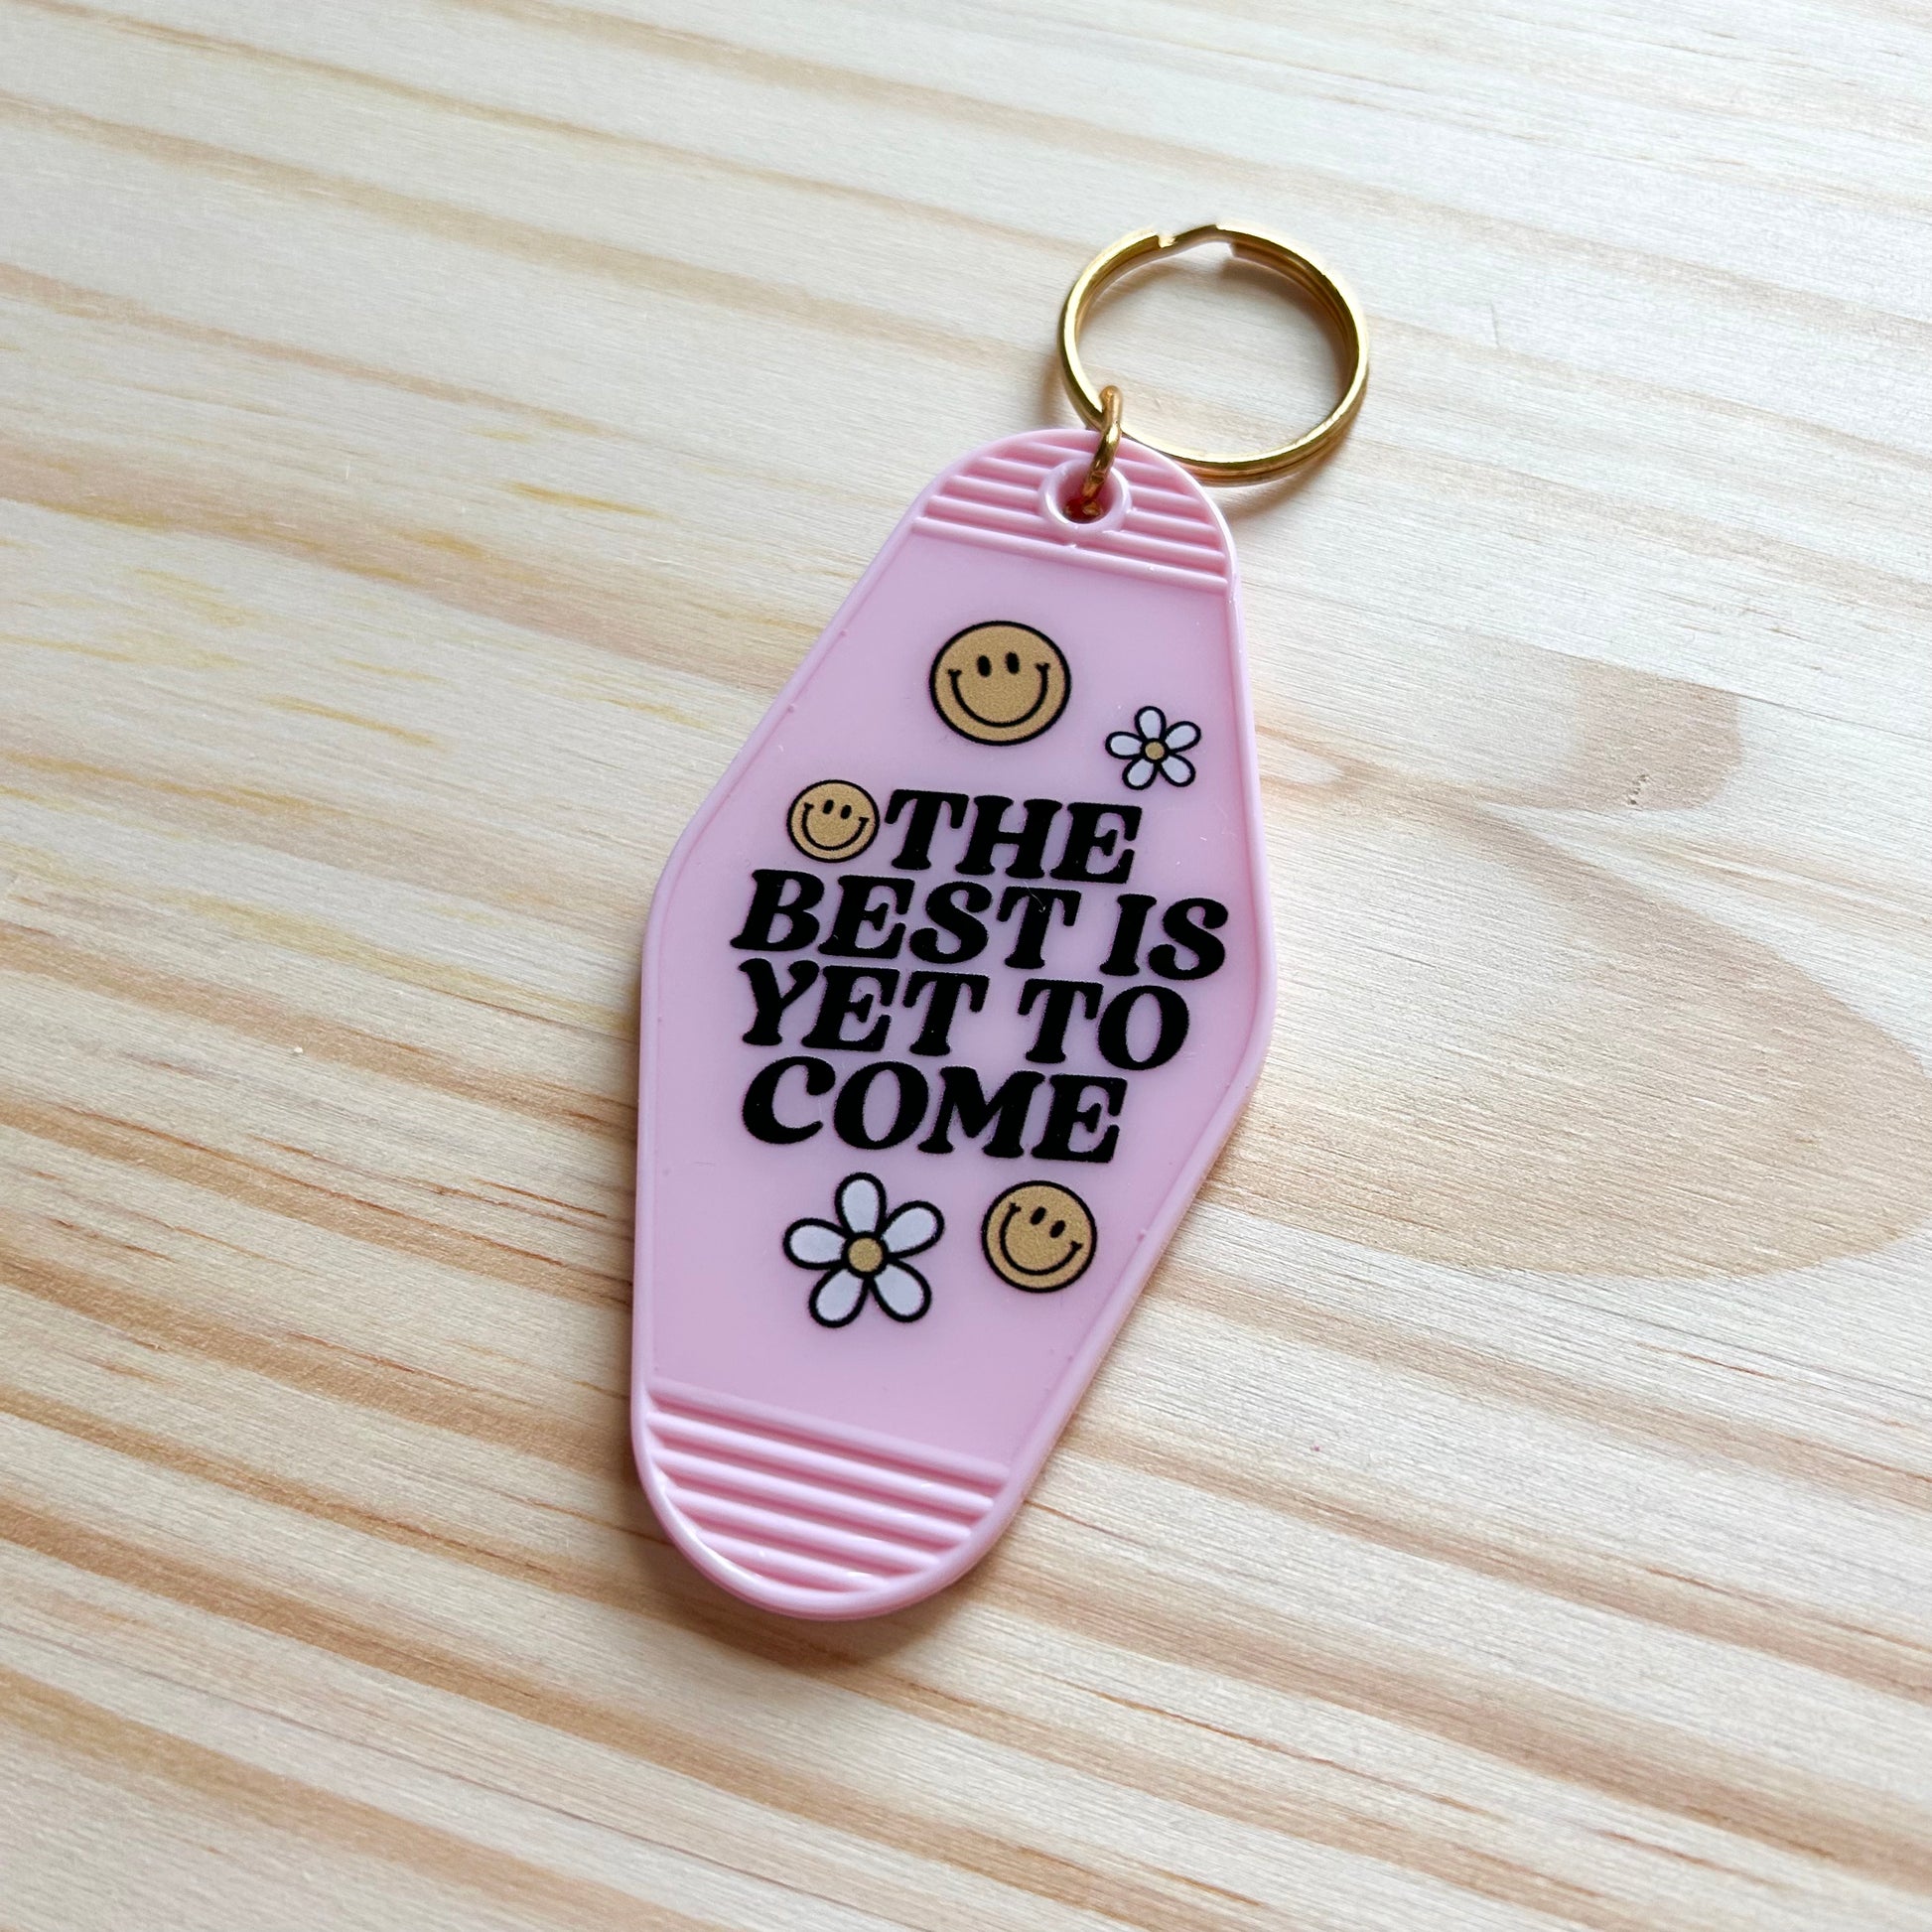 THE
BEST IS
YET TO
COME